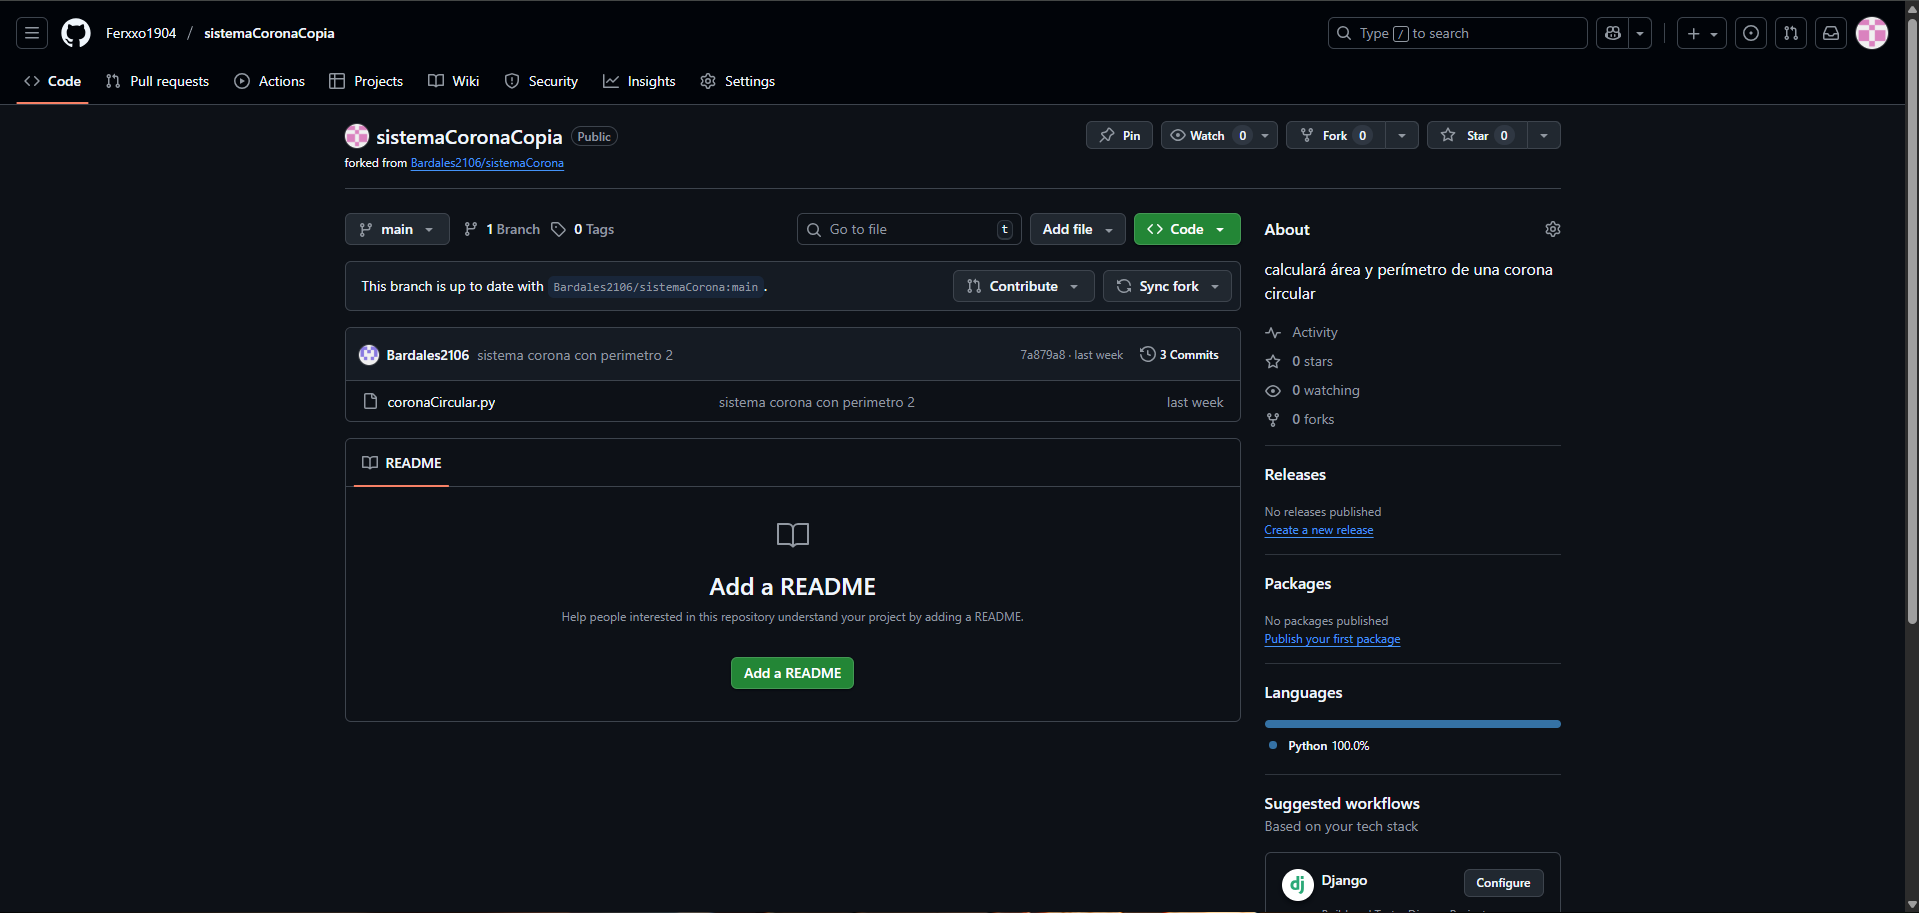 Ferxxo1904 / sistemaCoronaCopia
Type / to search
Code Pull requests Actions Projects Wiki Security Insights Settings
sistemaCoronaCopia Public
Pin Watch 0 Fork 0 Star 0
forked from Bardales2106/sistemaCorona
main 1 Branch 0 Tags Go to file t Add file Code
This branch is up to date with Bardales2106/sistemaCorona:main . Contribute Sync fork
Bardales2106 sistema corona con perimetro 2 7a879a8 · last week 3 Commits
coronaCircular.py sistema corona con perimetro 2 last week
README
Add a README
Help people interested in this repository understand your project by adding a README.
Add a README
About
calculará área y perímetro de una corona
circular
Activity
0 stars
0 watching
0 forks
Releases
No releases published
Create a new release
Packages
No packages published
Publish your first package
Languages
Python 100.0%
Suggested workflows
Based on your tech stack
dj Django Configure